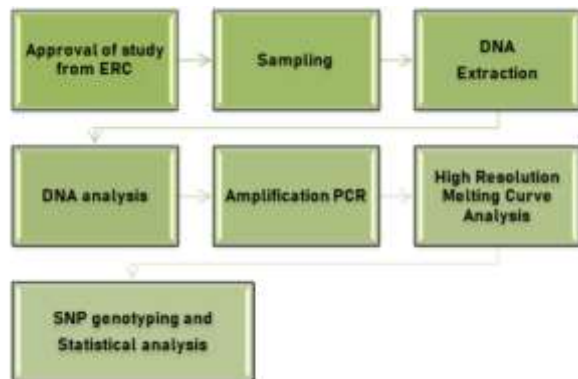 Approval of study
from ERC
Sampling
DNA
Extraction
DNA analysis
Amplification PCR
High Resolution
Melting Curve
Analysis
SNP genotyping and
Statistical analysis